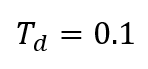 T_d = 0.1